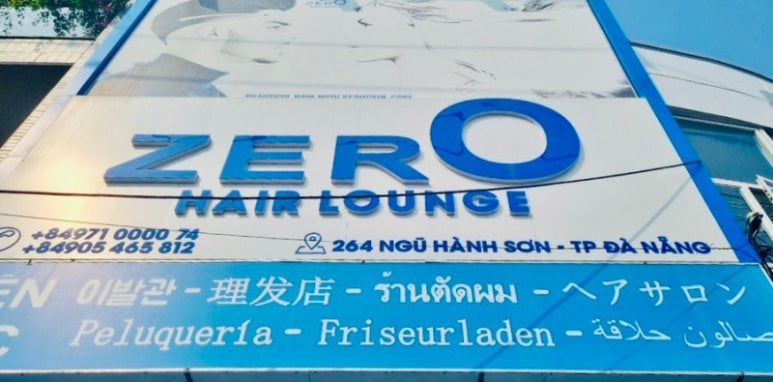 ZERO
BEAUTIFUL HAIR WITH BEAUTIFUL CARE
ZERO
HAIR LOUNGE
+84971 0000 74
+84905 465 812
264 NGŨ HÀNH SƠN - TP ĐÀ NẴNG
이발관 - 理发店 - ร้านตัดผม - ヘアサロン
Peluquería - Friseurladen - صالون حلاقة